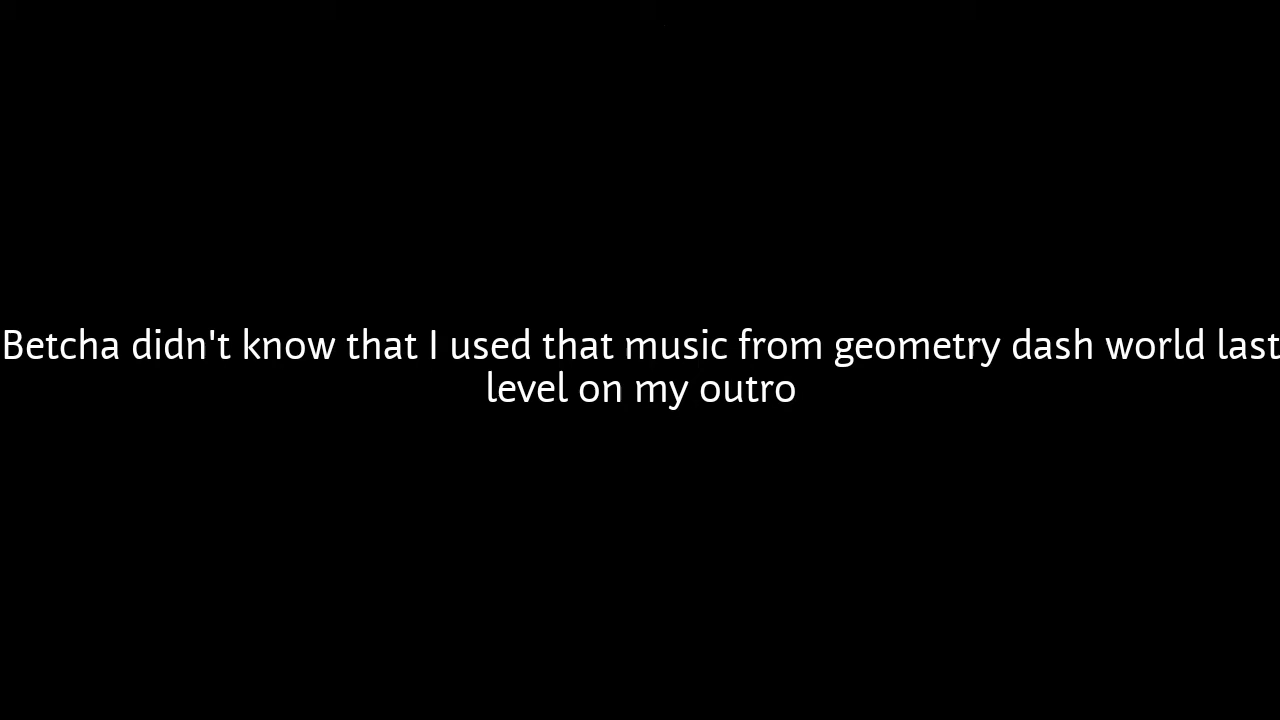 Betcha didn't know that I used that music from geometry dash world last
level on my outro